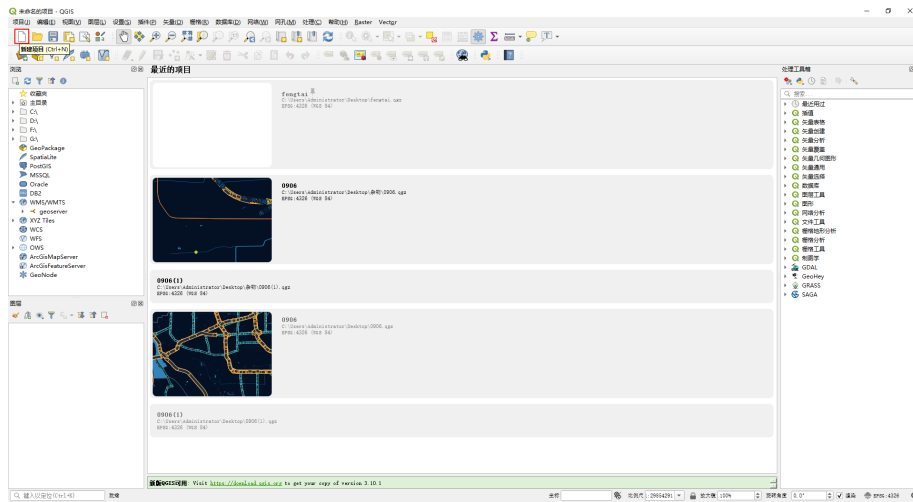 未命名的项目 - QGIS
项目(J) 编辑(E) 视图(V) 图层(L) 设置(S) 插件(P) 矢量(O) 栅格(R) 数据库(D) 网络(W) 网孔(M) 处理(C) 帮助(H) Raster Vector
新建项目 (Ctrl+N)
浏览
收藏夹
主目录
C:\
D:\
F:\
G:\
GeoPackage
SpatiaLite
PostGIS
MSSQL
Oracle
DB2
WMS/WMTS
geoserver
XYZ Tiles
WCS
WFS
OWS
ArcGisMapServer
ArcGisFeatureServer
GeoNode
图层
最近的项目
fengtai
C:\Users\Administrator\Desktop\fengtai.qgz
EPSG:4326 (WGS 84)
0906
C:\Users\Administrator\Desktop\杂项\0906.qgz
EPSG:4326 (WGS 84)
0906(1)
C:\Users\Administrator\Desktop\杂项\0906(1).qgz
EPSG:4326 (WGS 84)
0906
C:\Users\Administrator\Desktop\0906.qgz
EPSG:4326 (WGS 84)
0906(1)
C:\Users\Administrator\Desktop\0906(1).qgz
EPSG:4326 (WGS 84)
新版QGIS可用: Visit https://download.qgis.org to get your copy of version 3.10.1
处理工具箱
搜索…
最近用过
插值
矢量表格
矢量创建
矢量分析
矢量覆盖
矢量几何图形
矢量通用
矢量选择
数据库
图层工具
图形
网络分析
文件工具
栅格地形分析
栅格分析
栅格工具
制图学
GDAL
GeoHey
GRASS
SAGA
键入以定位(Ctrl+K)
就绪
坐标
比例尺 1:29854291
放大镜 100%
旋转角度 0.0°
渲染
EPSG:4326